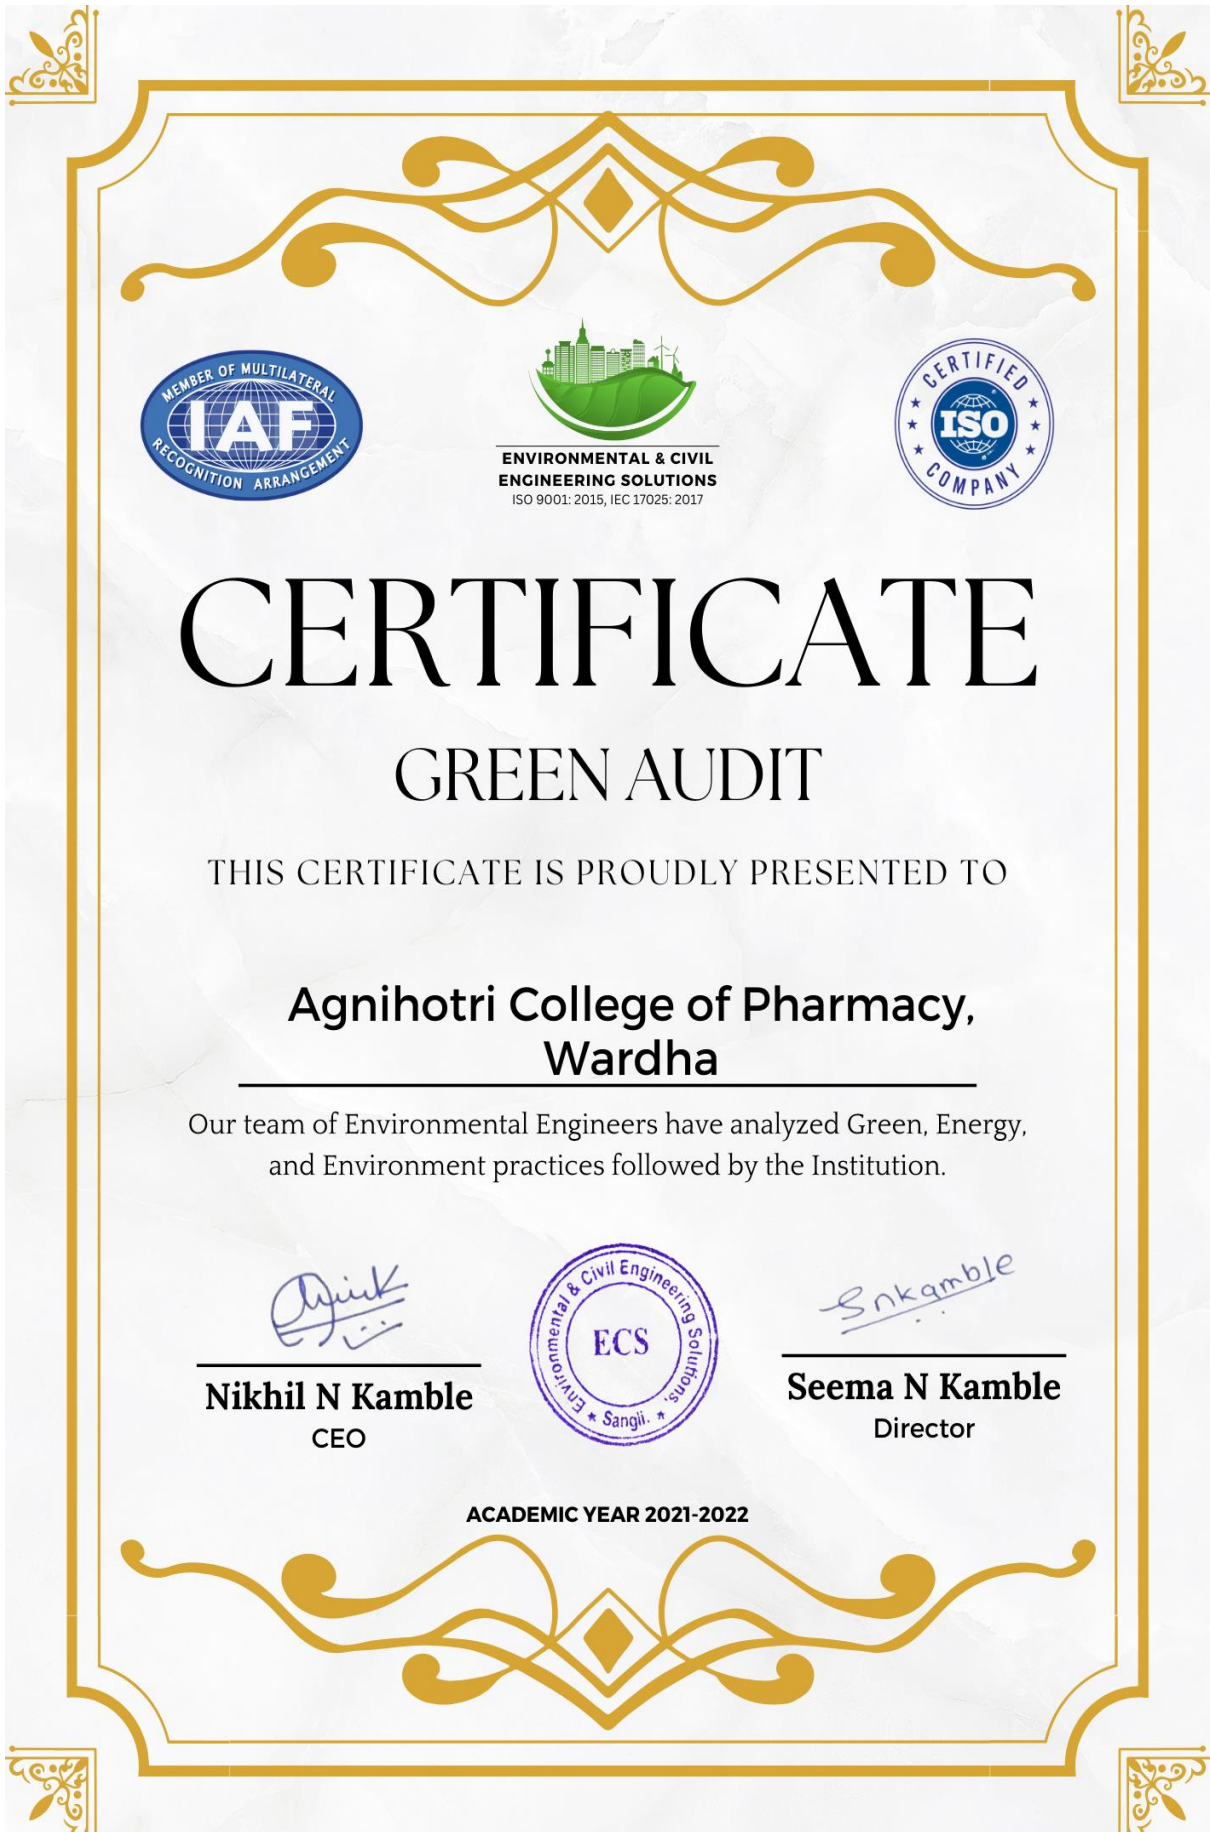 MEMBER OF MULTILATERAL
IAF
RECOGNITION ARRANGEMENT
ENVIRONMENTAL & CIVIL
ENGINEERING SOLUTIONS
ISO 9001: 2015, IEC 17025: 2017
CERTIFIED
ISO
COMPANY
CERTIFICATE
GREEN AUDIT
THIS CERTIFICATE IS PROUDLY PRESENTED TO
Agnihotri College of Pharmacy,
Wardha
Our team of Environmental Engineers have analyzed Green, Energy,
and Environment practices followed by the Institution.
Snkamble
Environmental & Civil Engineering Solutions,
ECS
Sangli.
Nikhil N Kamble
CEO
Seema N Kamble
Director
ACADEMIC YEAR 2021-2022